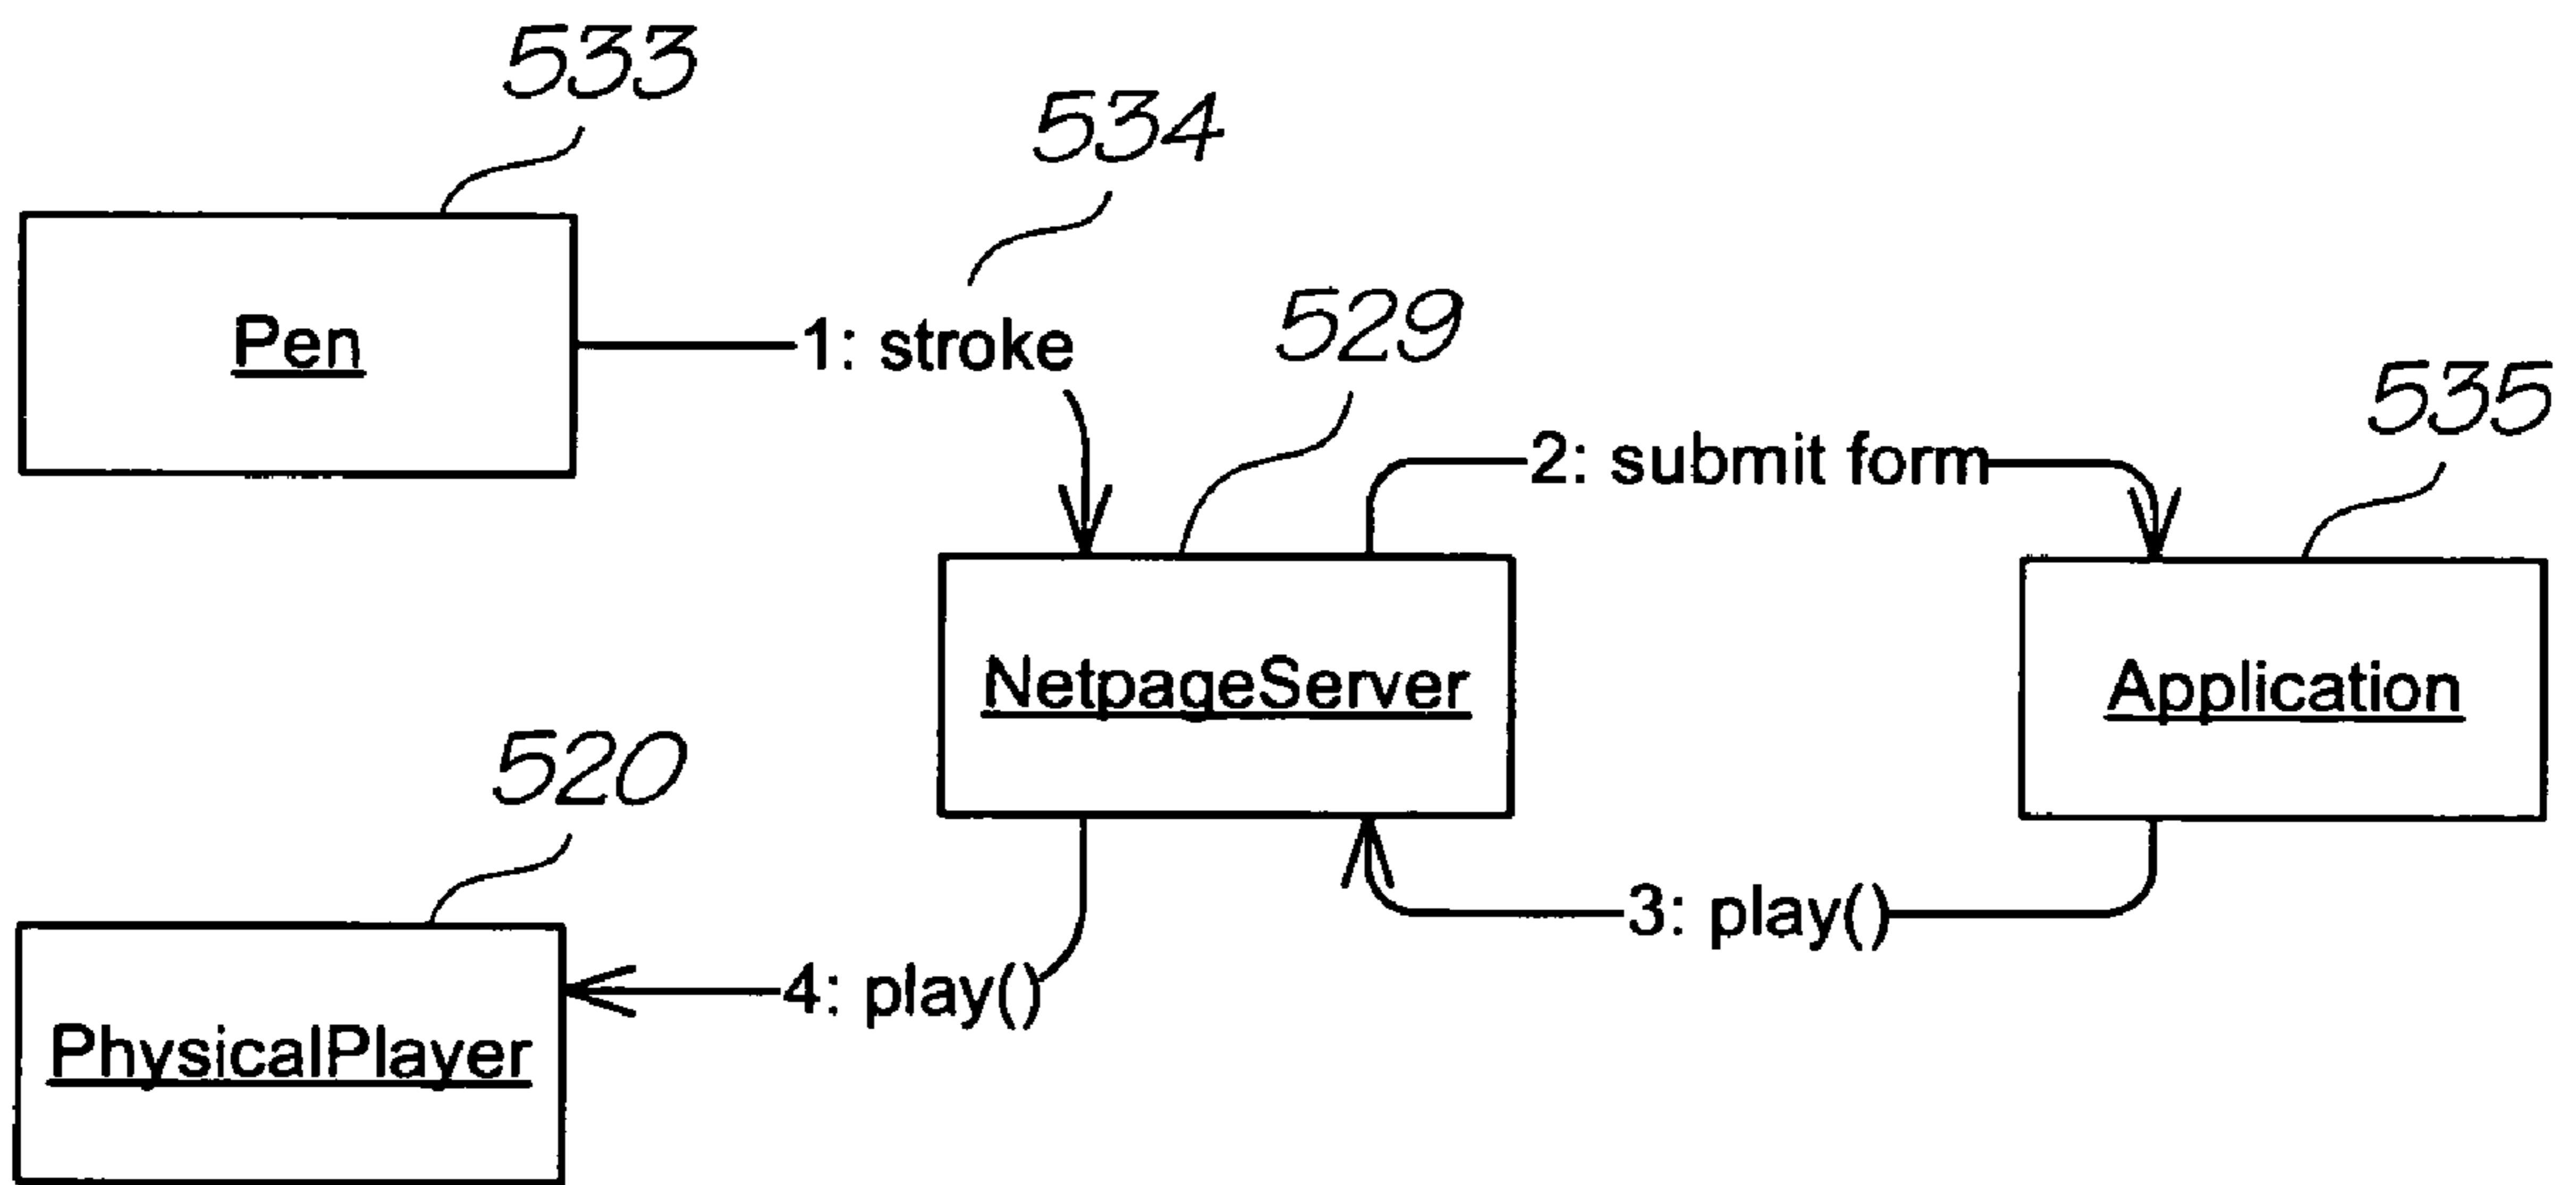 533
534
Pen
1: stroke
529
535
2: submit form
NetpageServer
Application
520
3: play()
4: play()
PhysicalPlayer